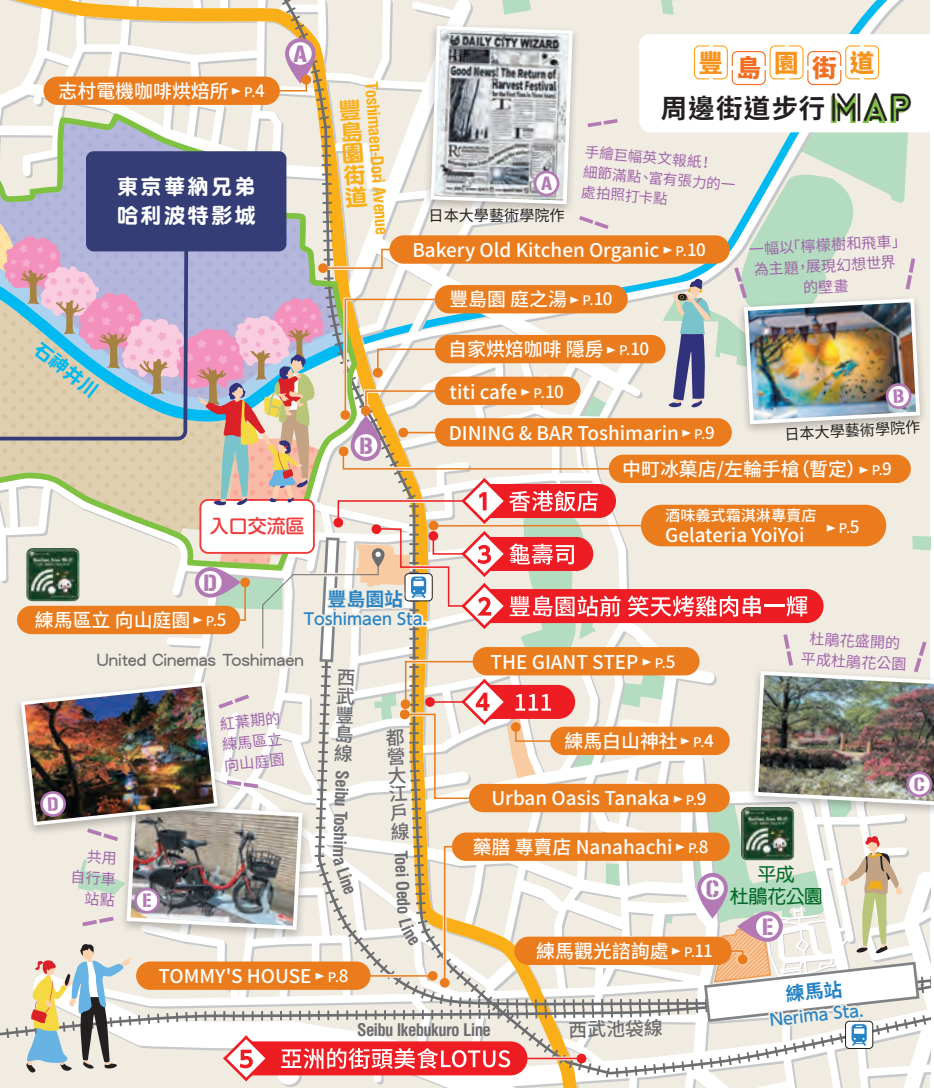 豐島園街道
周邊街道步行MAP
A
志村電機咖啡烘焙所►P.4
Toshimaen-Dori Avenue
豐島園街道
DAILY CITY WIZARD
Good News! The Return of
Harvest Festival
for the First Time in Three Years!
A
日本大學藝術學院作
手繪巨幅英文報紙!
細節滿點、富有張力的一
處拍照打卡點
東京華納兄弟
哈利波特影城
Bakery Old Kitchen Organic►P.10
一幅以「檸檬樹和飛車」
為主題,展現幻想世界
的壁畫
豐島園 庭之湯►P.10
自家烘焙咖啡 隱房►P.10
石神井川
titi cafe►P.10
B
日本大學藝術學院作
B
DINING & BAR Toshimarin►P.9
中町冰菓店/左輪手槍(暫定)►P.9
1 香港飯店
入口交流區
酒味義式霜淇淋專賣店
Gelateria YoiYoi
►P.5
3 龜壽司
D
豐島園站
Toshimaen Sta.
2 豐島園站前 笑天烤雞肉串一輝
練馬區立 向山庭園►P.5
United Cinemas Toshimaen
杜鵑花盛開的
平成杜鵑花公園
THE GIANT STEP►P.5
4 111
西武豐島線 Seibu Toshima Line
都營大江戶線 Toei Oedo Line
紅葉期的
練馬區立
向山庭園
練馬白山神社►P.4
C
D
Urban Oasis Tanaka►P.9
共用
自行車
站點
E
藥膳 專賣店 Nanahachi►P.8
平成
杜鵑花公園
C
E
練馬觀光諮詢處►P.11
TOMMY'S HOUSE►P.8
練馬站
Nerima Sta.
Seibu Ikebukuro Line
西武池袋線
5 亞洲的街頭美食LOTUS